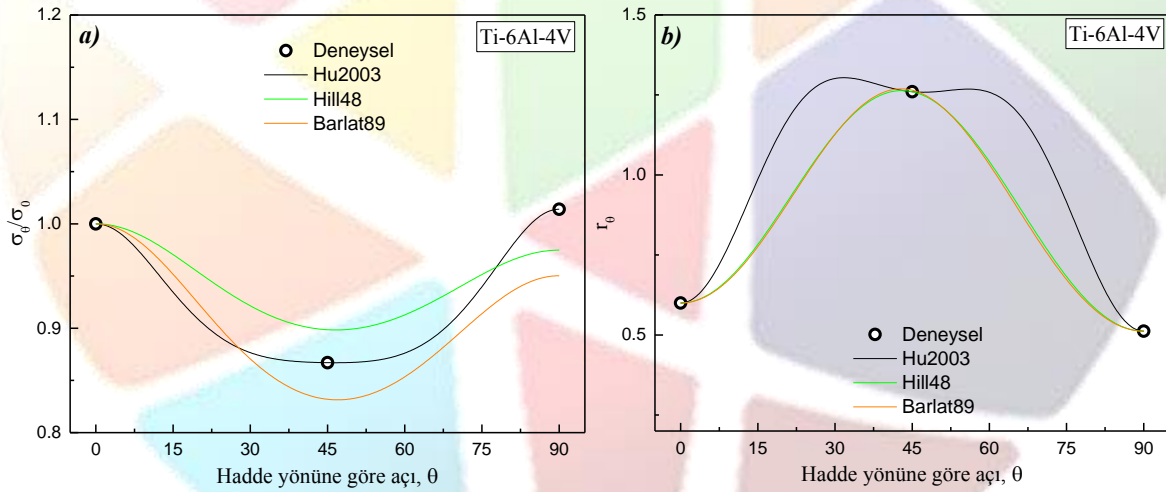 a)
Ti-6Al-4V
Deneysel
Hu2003
Hill48
Barlat89
1.2
1.1
1.0
0.9
0.8
σθ/σ0
0 15 30 45 60 75 90
Hadde yönüne göre açı, θ
b)
Ti-6Al-4V
1.5
1.0
0.5
rθ
Deneysel
Hu2003
Hill48
Barlat89
0 15 30 45 60 75 90
Hadde yönüne göre açı, θ